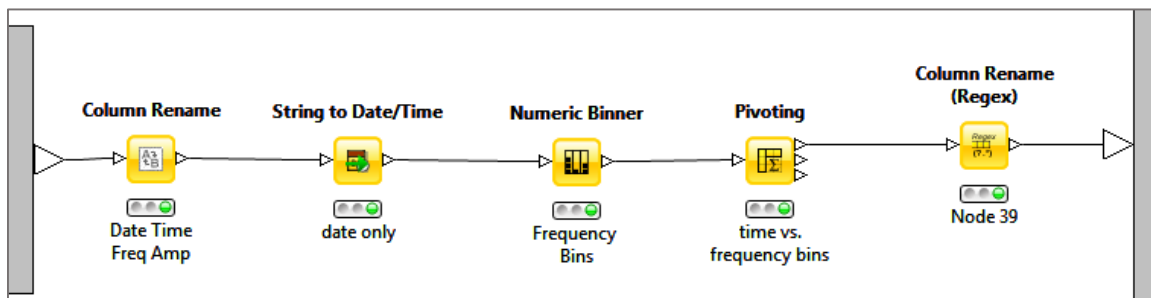 Column Rename
String to Date/Time
Numeric Binner
Pivoting
Column Rename
(Regex)
A
B
Σ
Regex
(?.*)
Date Time
Freq Amp
date only
Frequency
Bins
time vs.
frequency bins
Node 39